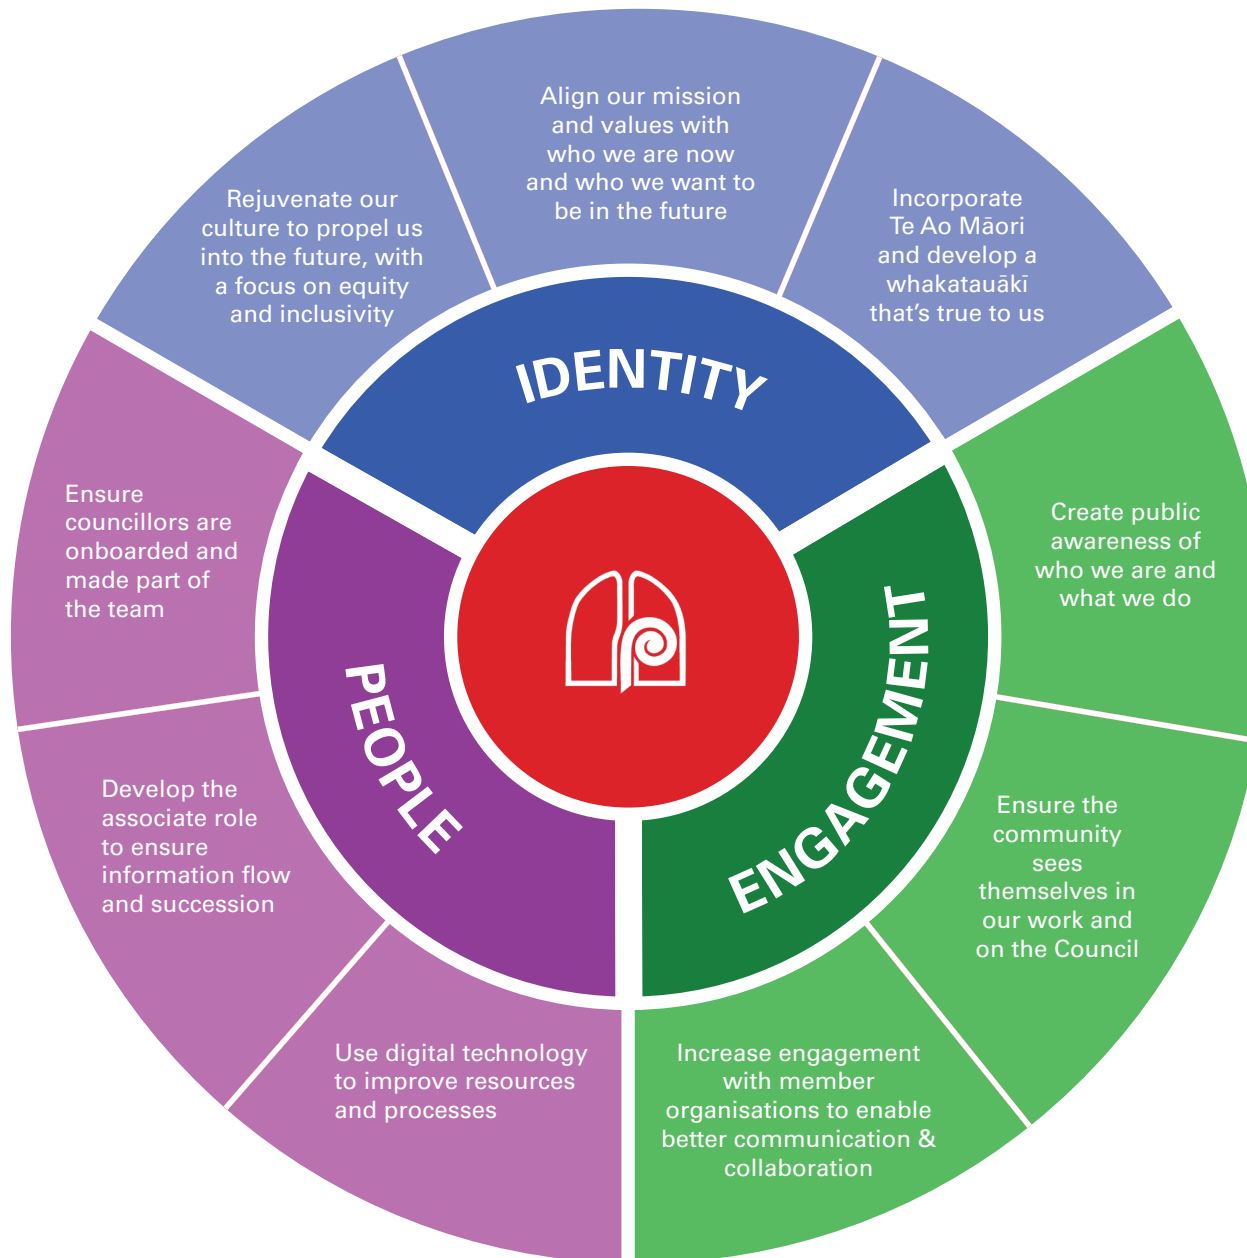 IDENTITY
Rejuvenate our
culture to propel us
into the future, with
a focus on equity
and inclusivity
Align our mission
and values with
who we are now
and who we want to
be in the future
Incorporate
Te Ao Māori
and develop a
whakatauākī
that's true to us
ENGAGEMENT
Create public
awareness of
who we are and
what we do
Ensure the
community
sees
themselves in
our work and
on the Council
Increase engagement
with member
organisations to enable
better communication &
collaboration
PEOPLE
Ensure
councillors are
onboarded and
made part of
the team
Develop the
associate role
to ensure
information flow
and succession
Use digital technology
to improve resources
and processes